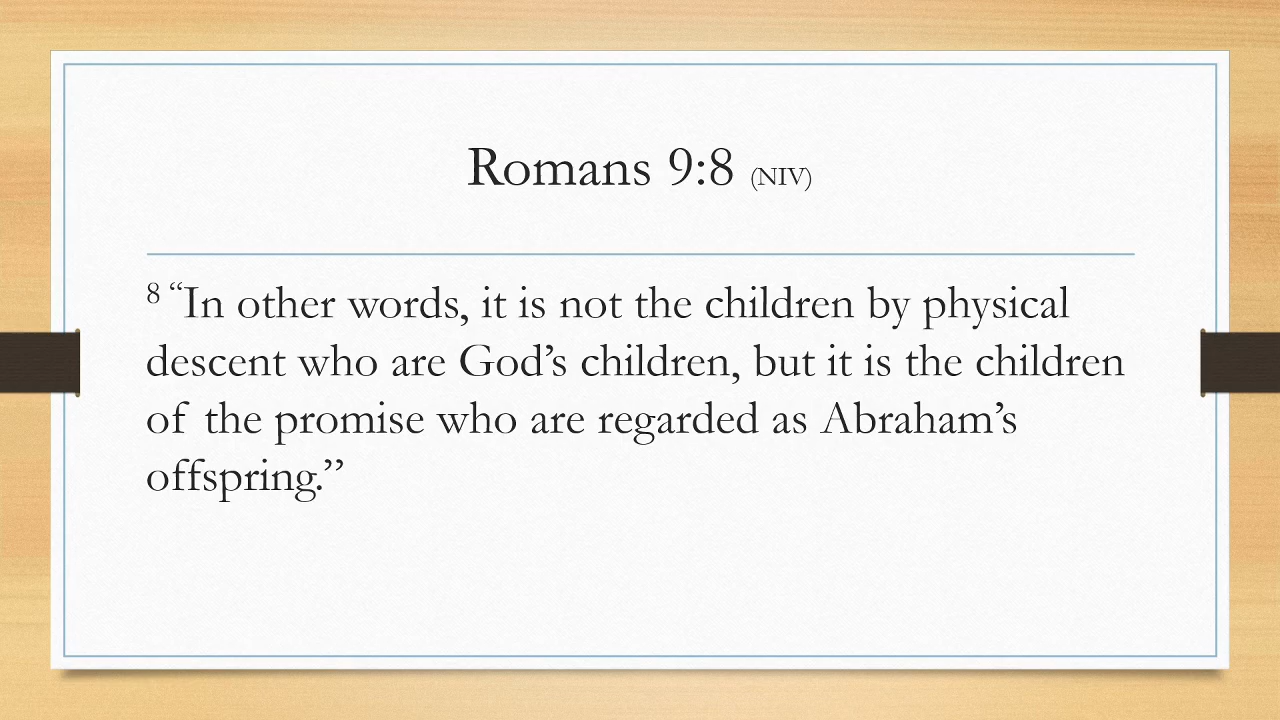 Romans 9:8 (NIV)
8 “In other words, it is not the children by physical
descent who are God’s children, but it is the children
of the promise who are regarded as Abraham’s
offspring.”